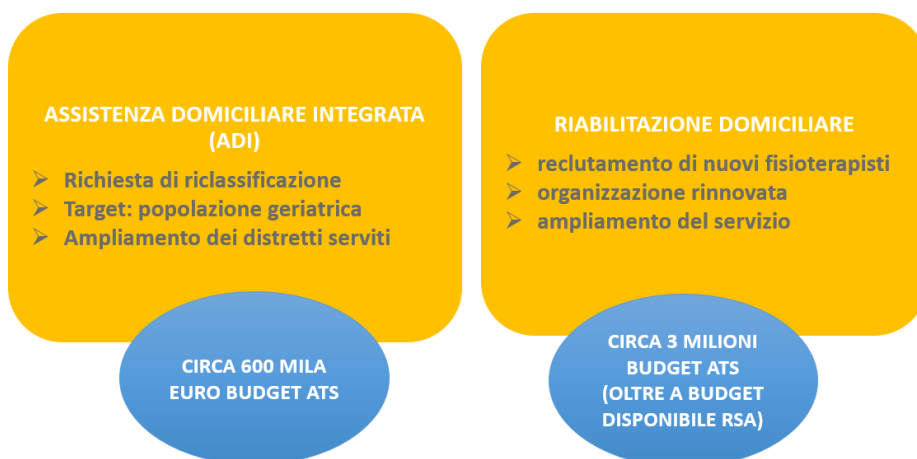 ASSISTENZA DOMICILIARE INTEGRATA
(ADI)
➢ Richiesta di riclassificazione
➢ Target: popolazione geriatrica
➢ Ampliamento dei distretti serviti
CIRCA 600 MILA
EURO BUDGET ATS
RIABILITAZIONE DOMICILIARE
➢ reclutamento di nuovi fisioterapisti
➢ organizzazione rinnovata
➢ ampliamento del servizio
CIRCA 3 MILIONI
BUDGET ATS
(OLTRE A BUDGET
DISPONIBILE RSA)